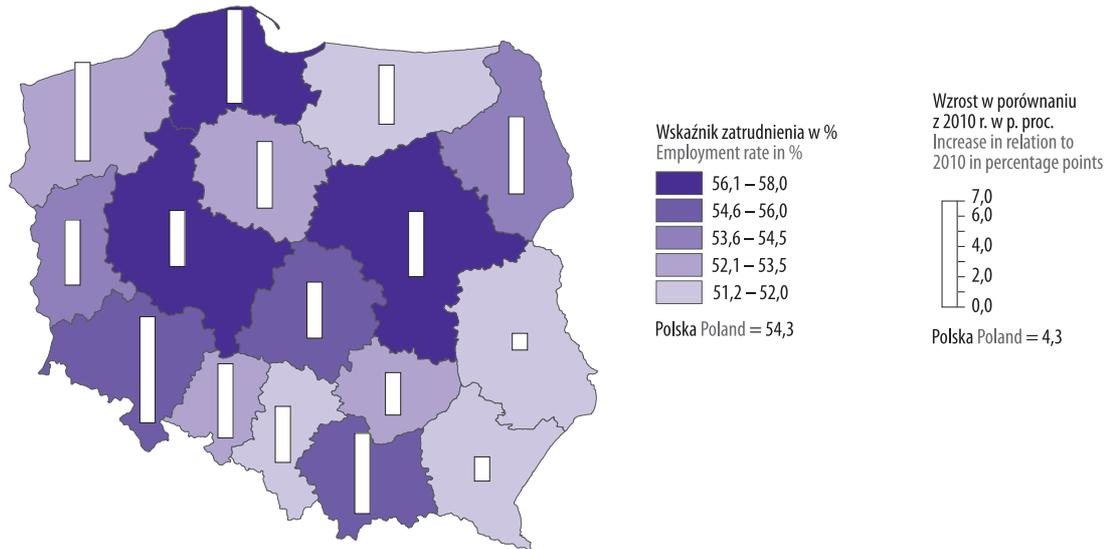 Wskaźnik zatrudnienia w %
Employment rate in %
56,1 – 58,0
54,6 – 56,0
53,6 – 54,5
52,1 – 53,5
51,2 – 52,0
Polska Poland = 54,3
Wzrost w porównaniu
z 2010 r. w p. proc.
Increase in relation to
2010 in percentage points
7,0
6,0
4,0
2,0
0,0
Polska Poland = 4,3